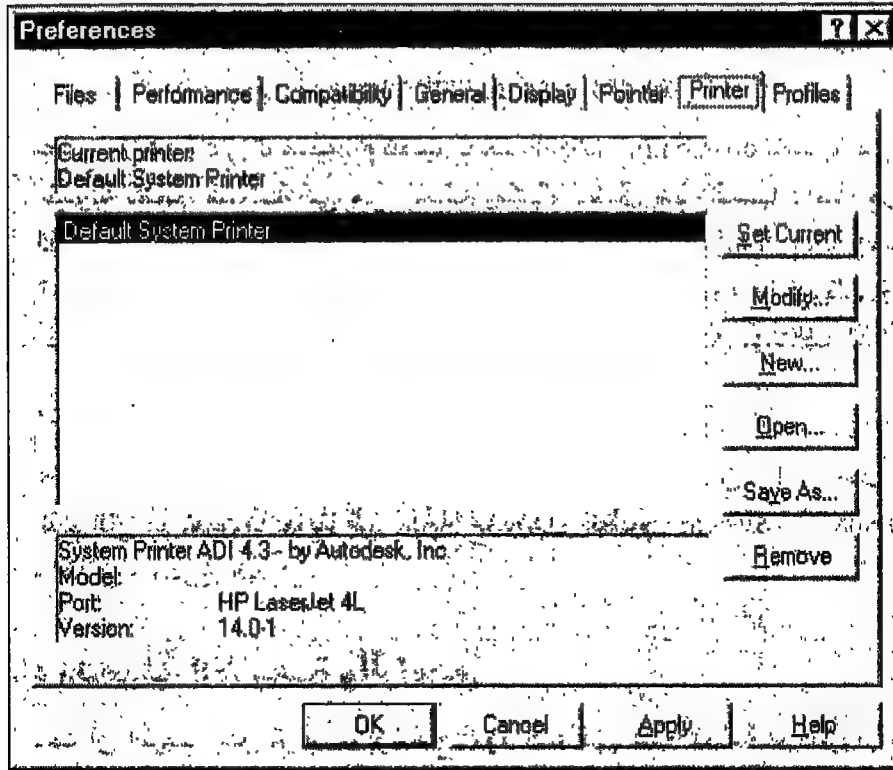 Preferences
Files Performance Compatibility General Display Pointer Printer Profiles
Current printer:
Default System Printer
Default System Printer
Set Current
Modify...
New...
Open...
Save As...
Remove
System Printer ADI 4.3 - by Autodesk, Inc
Model:
Port: HP LaserJet 4L
Version: 14.0-1
OK Cancel Apply Help